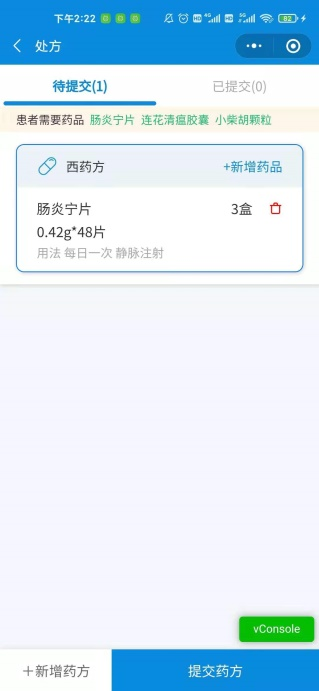 下午2:22
82
处方
待提交(1)
已提交(0)
患者需要药品 肠炎宁片 连花清瘟胶囊 小柴胡颗粒
西药方
+新增药品
肠炎宁片
3盒
0.42g*48片
用法 每日一次 静脉注射
vConsole
+新增药方
提交药方